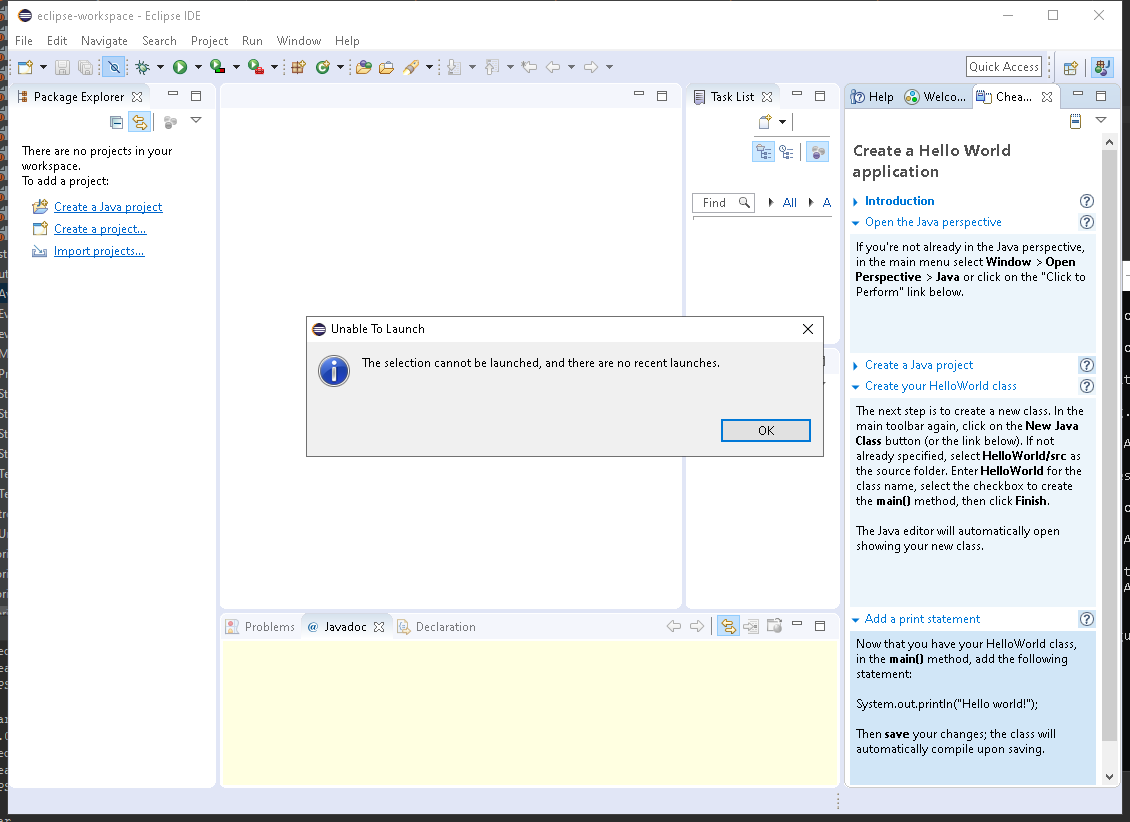 eclipse-workspace - Eclipse IDE
File Edit Navigate Search Project Run Window Help
Quick Access
Package Explorer
There are no projects in your
workspace.
To add a project:
Create a Java project
Create a project...
Import projects...
Task List
Find All A
Help Welco... Chea...
Create a Hello World
application
Introduction
Open the Java perspective
If you're not already in the Java perspective,
in the main menu select Window > Open
Perspective > Java or click on the "Click to
Perform" link below.
Create a Java project
Create your HelloWorld class
The next step is to create a new class. In the
main toolbar again, click on the New Java
Class button (or the link below). If not
already specified, select HelloWorld/src as
the source folder. Enter HelloWorld for the
class name, select the checkbox to create
the main() method, then click Finish.
The Java editor will automatically open
showing your new class.
Add a print statement
Now that you have your HelloWorld class,
in the main() method, add the following
statement:
System.out.println("Hello world!");
Then save your changes; the class will
automatically compile upon saving.
Unable To Launch
The selection cannot be launched, and there are no recent launches.
OK
Problems @ Javadoc Declaration